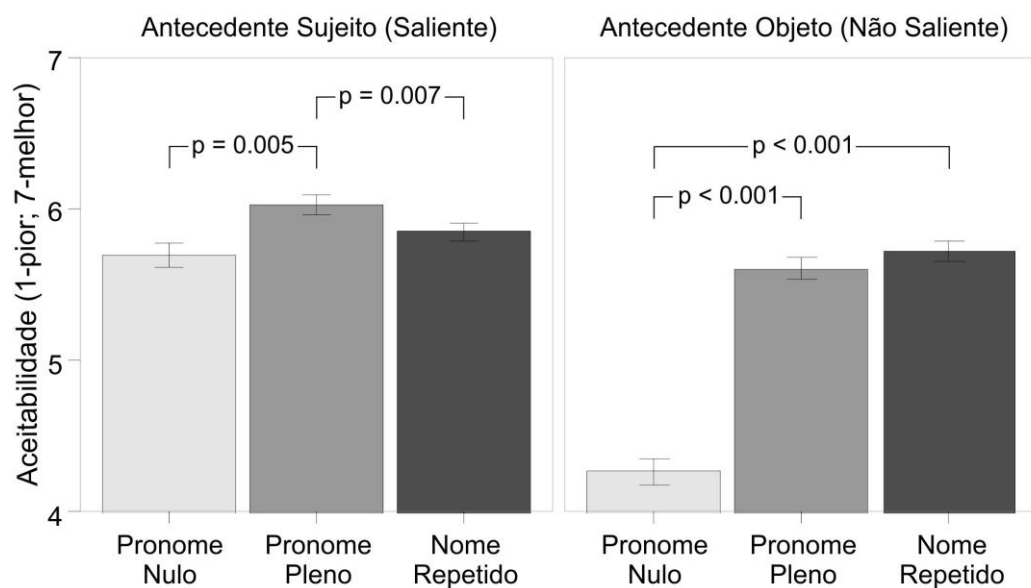 Antecedente Sujeito (Saliente)
Antecedente Objeto (Não Saliente)
Aceitabilidade (1-pior; 7-melhor)
7
6
5
4
p = 0.007
p = 0.005
p < 0.001
p < 0.001
Pronome
Nulo
Pronome
Pleno
Nome
Repetido
Pronome
Nulo
Pronome
Pleno
Nome
Repetido